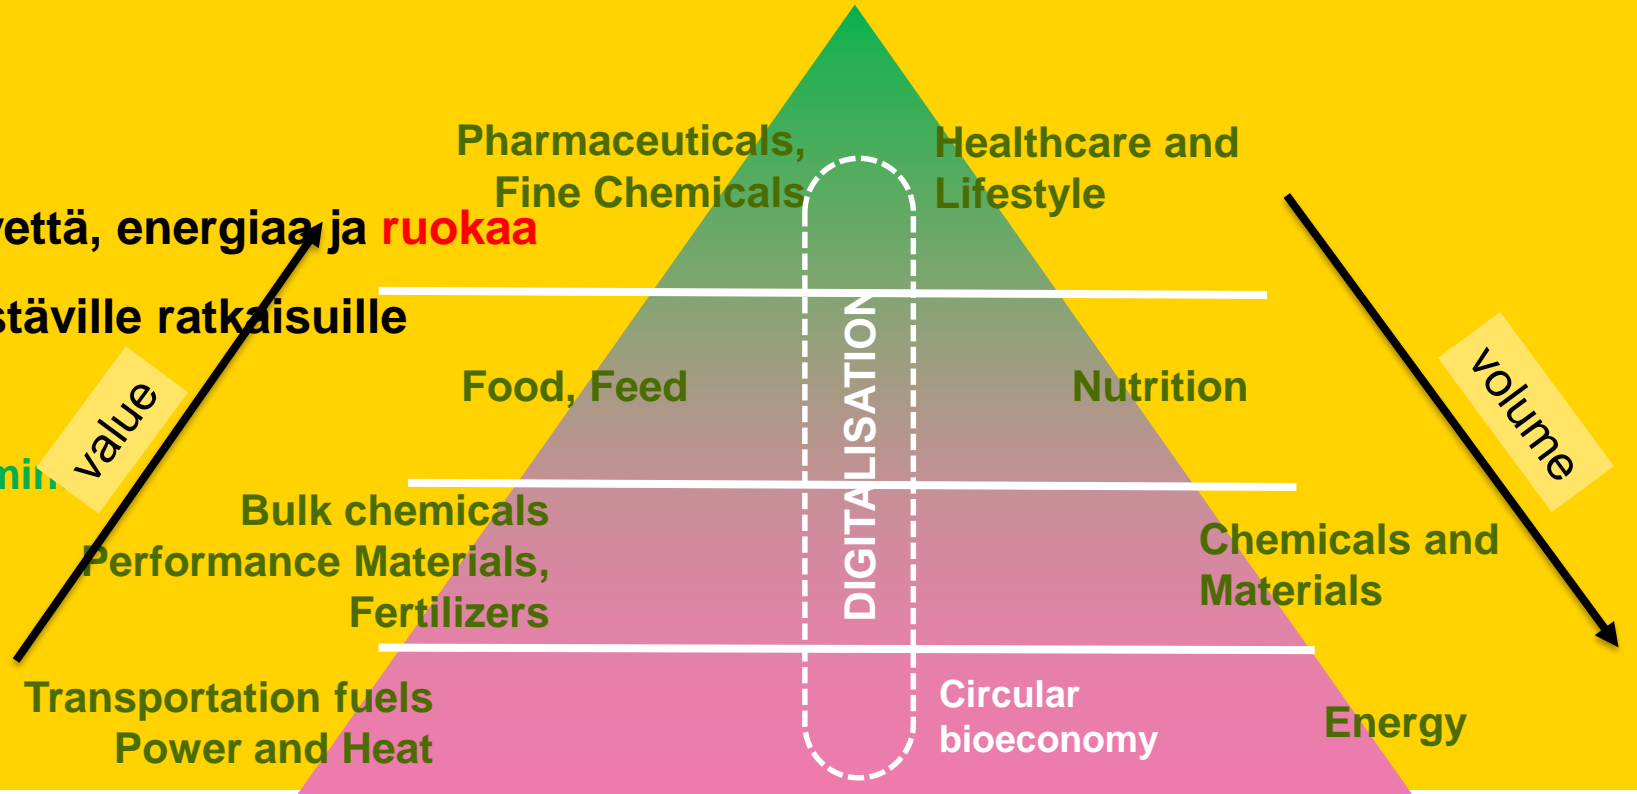 Pharmaceuticals,
Fine Chemicals
Healthcare and
Lifestyle
vettä, energiaa ja ruokaa
stäville ratkaisuille
value
volume
Food, Feed
Nutrition
DIGITALISATION
min
Bulk chemicals
Performance Materials,
Fertilizers
Chemicals and
Materials
Transportation fuels
Power and Heat
Circular
bioeconomy
Energy